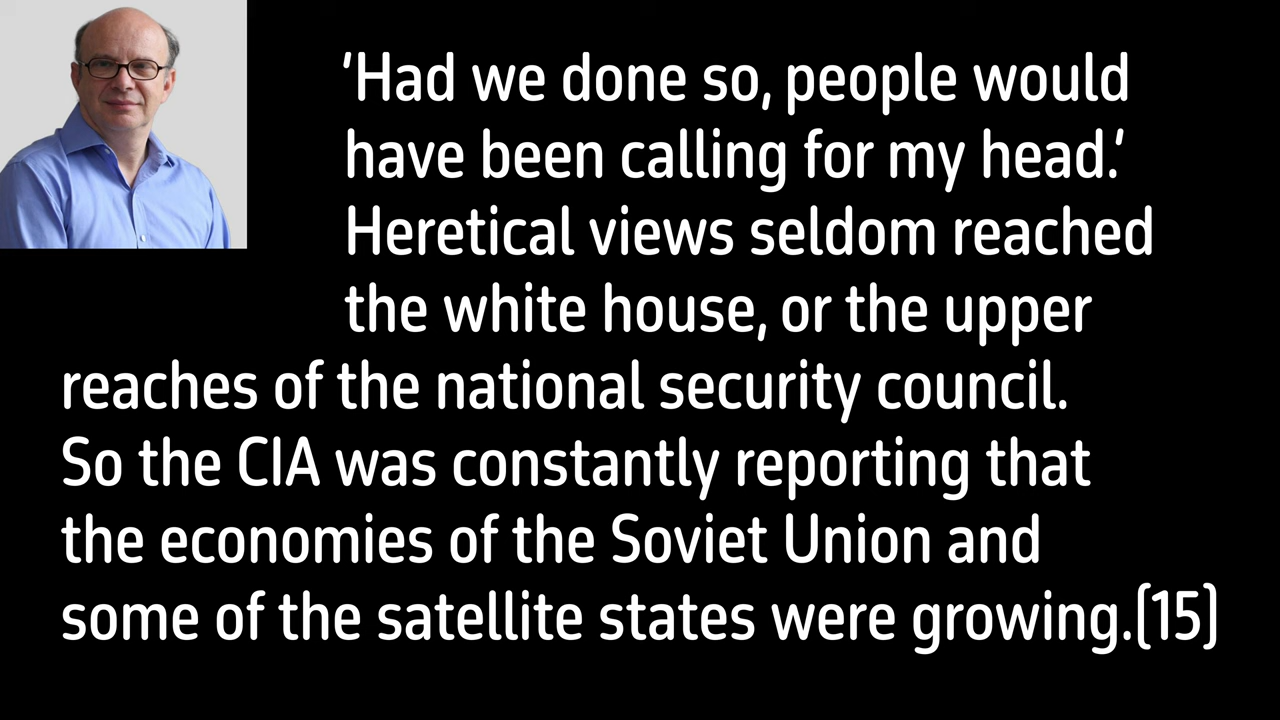 ‘Had we done so, people would
have been calling for my head.’
Heretical views seldom reached
the white house, or the upper
reaches of the national security council.
So the CIA was constantly reporting that
the economies of the Soviet Union and
some of the satellite states were growing.(15)